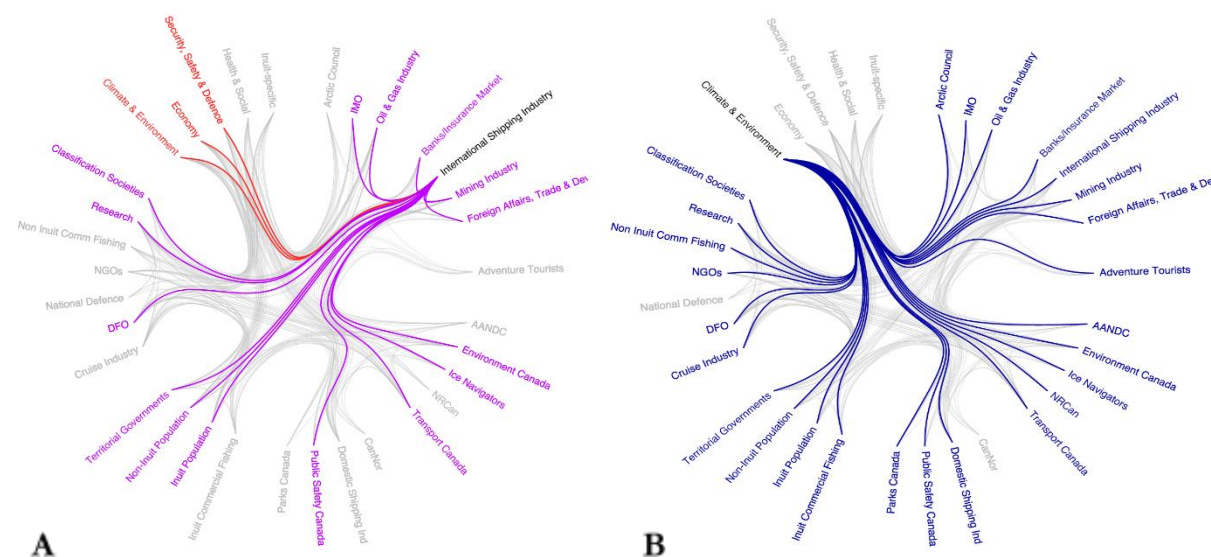 Security, Safety & Defence
Health & Social
Inuit-specific
Arctic Council
IMO
Oil & Gas Industry
Banks/Insurance Market
International Shipping Industry
Mining Industry
Foreign Affairs, Trade & De
Adventure Tourists
AANDC
Environment Canada
Ice Navigators
NRCan
Transport Canada
CanNor
Domestic Shipping Ind
Public Safety Canada
Parks Canada
Inuit Commercial Fishing
Inuit Population
Non-Inuit Population
Territorial Governments
Cruise Industry
DFO
National Defence
NGOs
Non Inuit Comm Fishing
Research
Classification Societies
Climate & Environment
Economy
A
Security, Safety & Defence
Health & Social
Inuit-specific
Arctic Council
IMO
Oil & Gas Industry
Banks/Insurance Market
International Shipping Industry
Mining Industry
Foreign Affairs, Trade & D
Adventure Tourists
AANDC
Environment Canada
Ice Navigators
NRCan
Transport Canada
CanNor
Domestic Shipping Ind
Public Safety Canada
Parks Canada
Inuit Commercial Fishing
Inuit Population
Non-Inuit Population
Territorial Governments
Cruise Industry
DFO
National Defence
NGOs
Non Inuit Comm Fishing
Research
Classification Societies
Climate & Environment
Economy
B